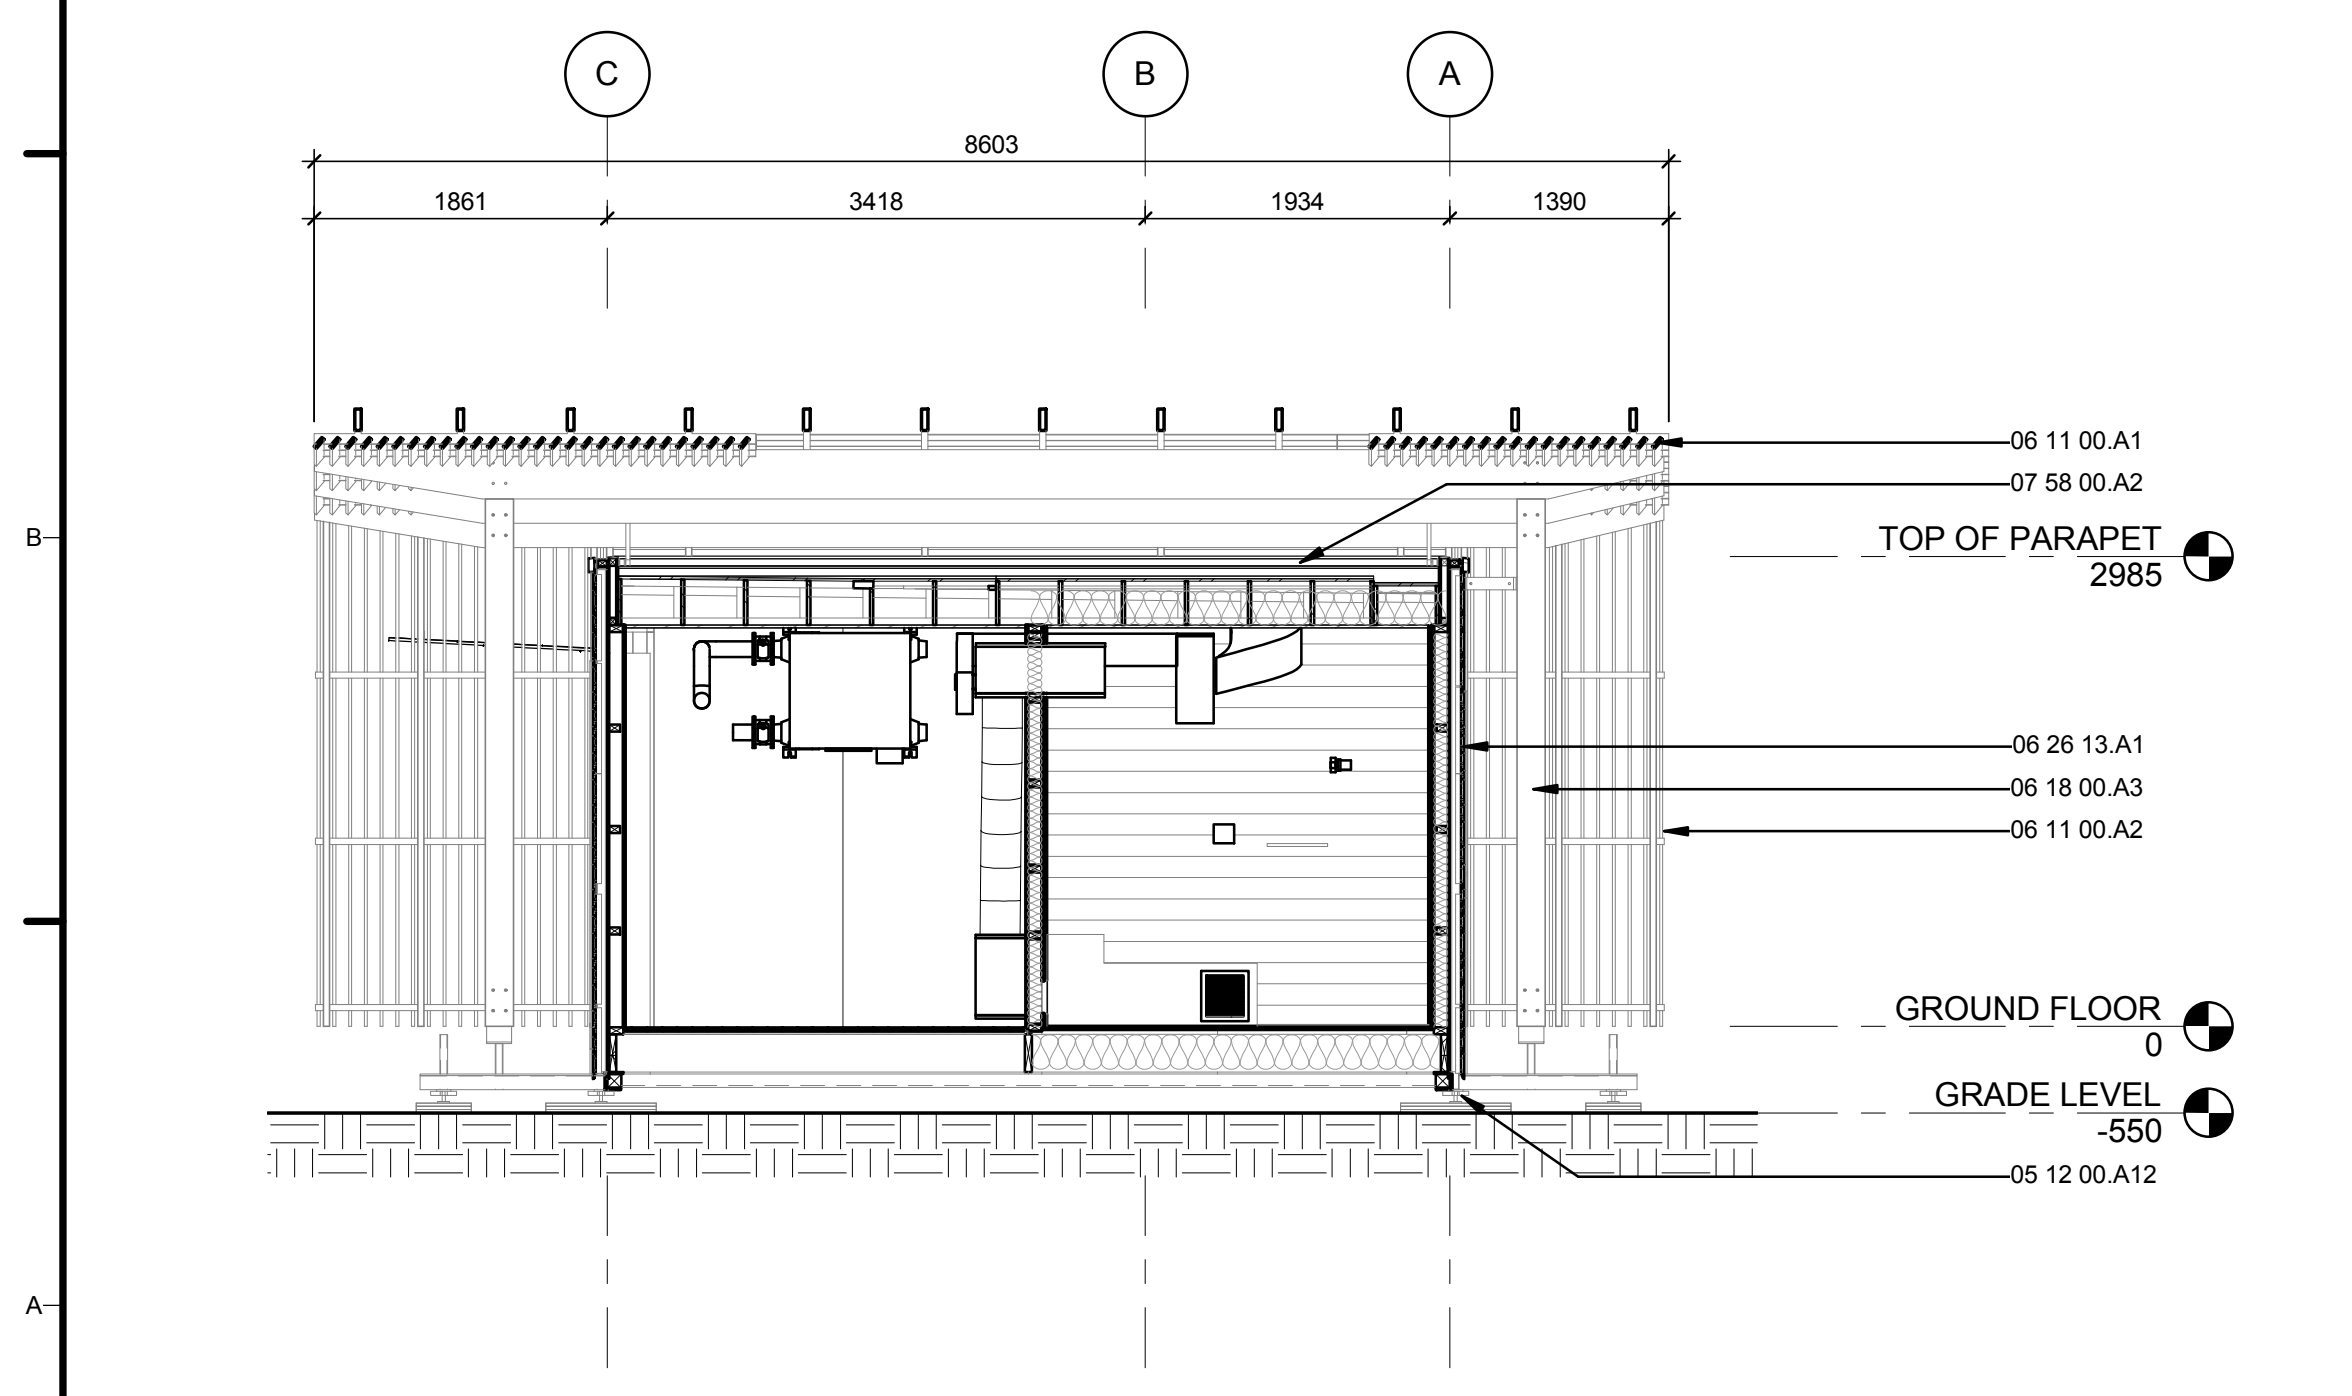 C B A
8603
1861 3418 1934 1390
06 11 00.A1
07 58 00.A2
TOP OF PARAPET
B
2985
06 26 13.A1
06 18 00.A3
06 11 00.A2
GROUND FLOOR
0
GRADE LEVEL
-550
05 12 00.A12
A